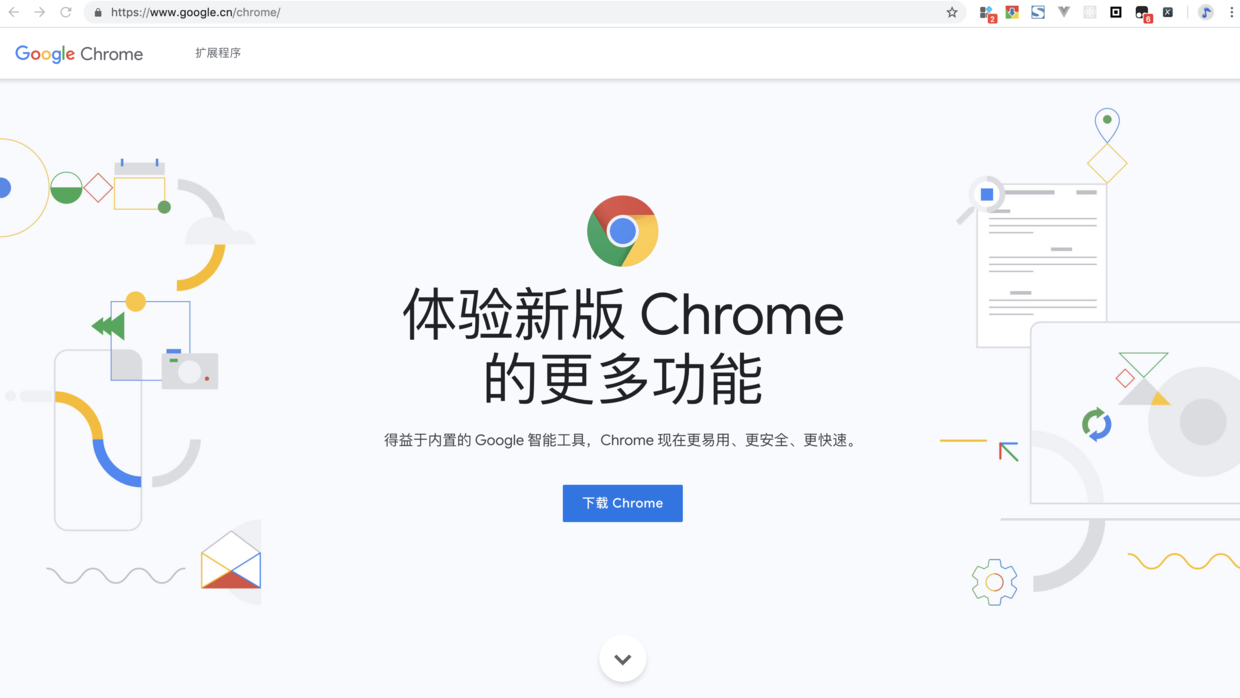 https://www.google.cn/chrome/
2
6
X
Google Chrome
扩展程序
体验新版 Chrome
的更多功能
得益于内置的 Google 智能工具，Chrome 现在更易用、更安全、更快速。
下载 Chrome